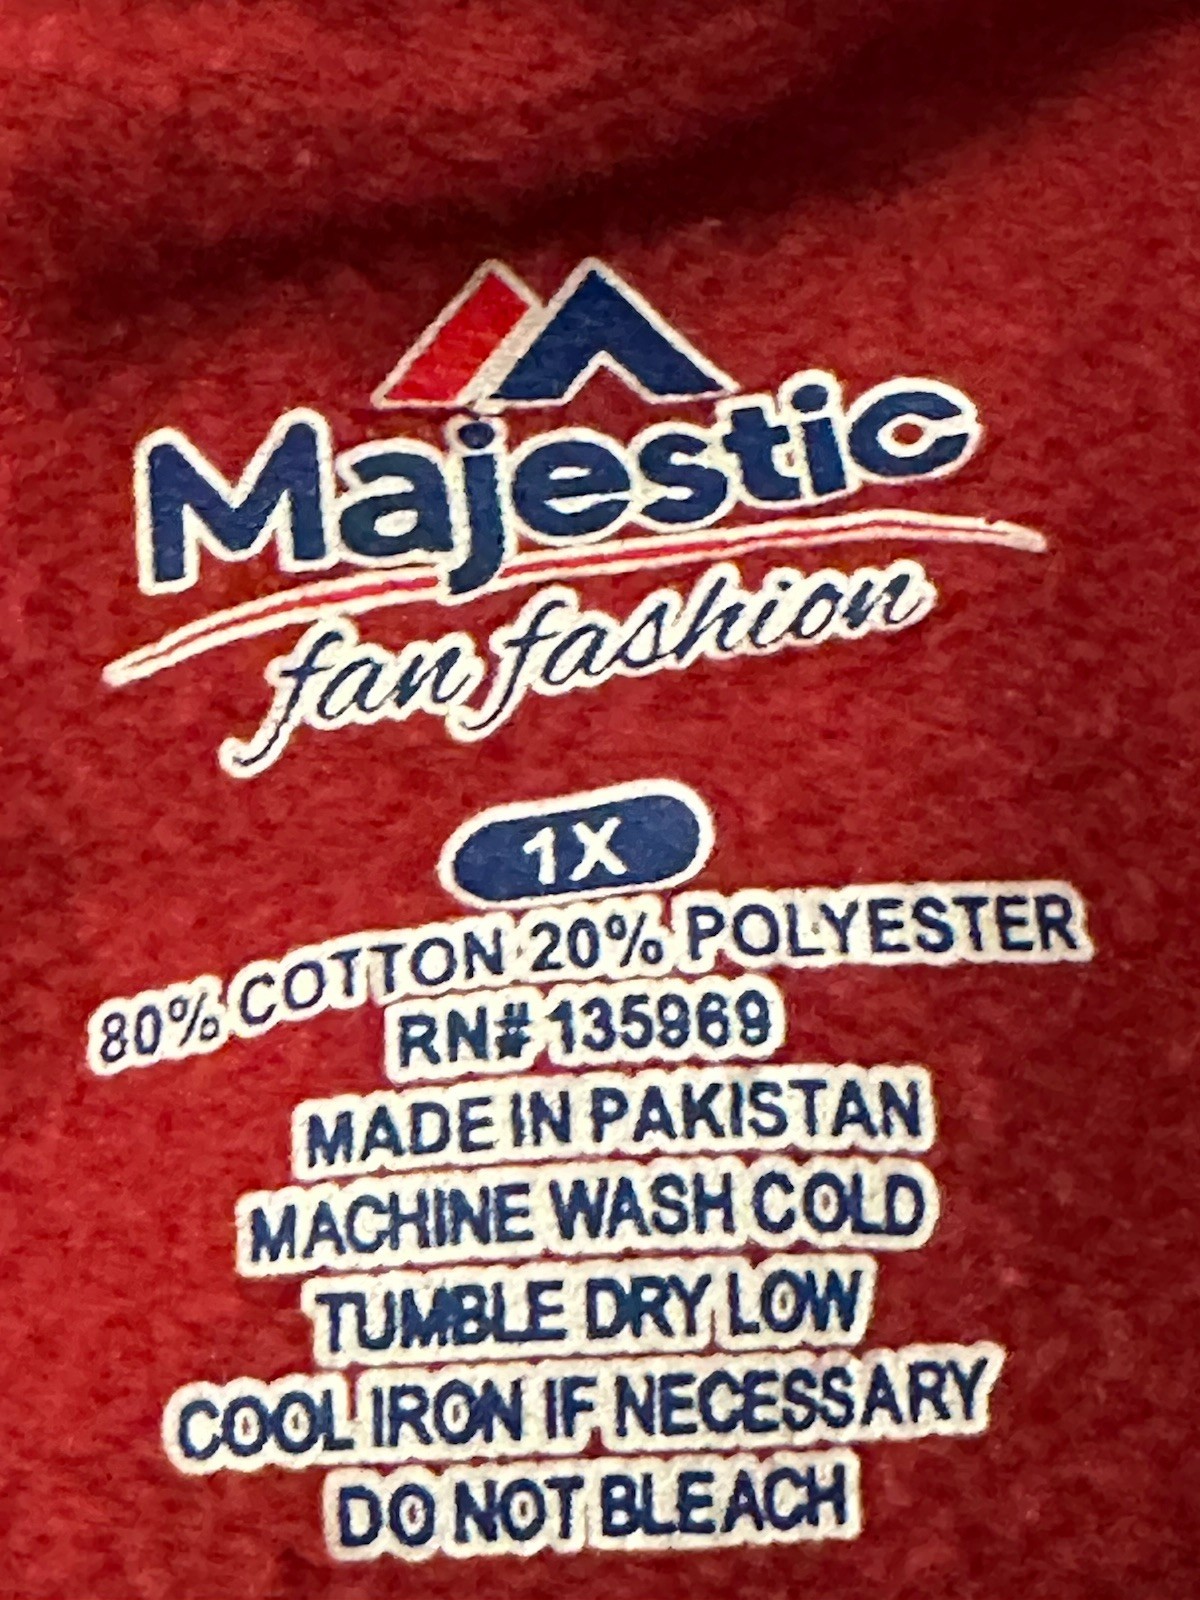 Majestic
fan fashion
1X
80% COTTON 20% POLYESTER
RN# 135969
MADE IN PAKISTAN
MACHINE WASH COLD
TUMBLE DRY LOW
COOL IRON IF NECESSARY
DO NOT BLEACH